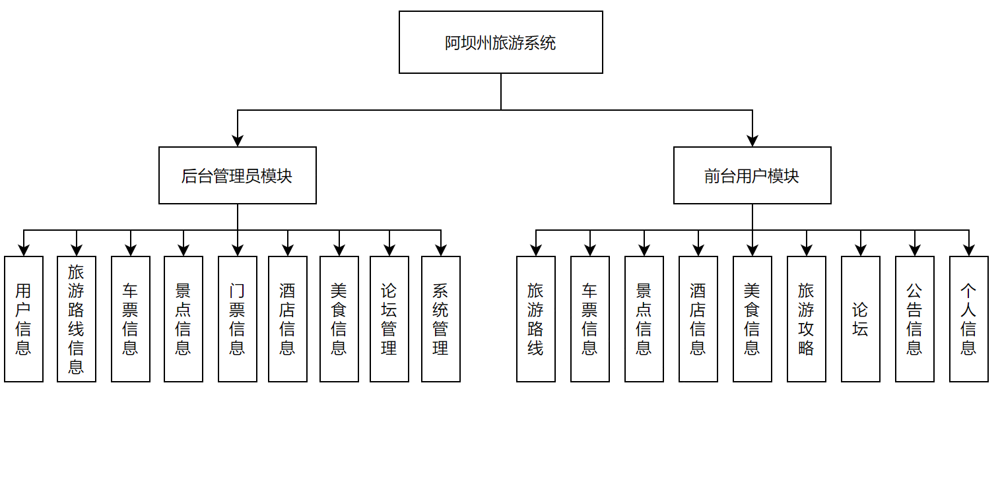 阿坝州旅游系统
后台管理员模块
前台用户模块
用户信息
旅游路线信息
车票信息
景点信息
门票信息
酒店信息
美食信息
论坛管理
系统管理
旅游路线
车票信息
景点信息
酒店信息
美食信息
旅游攻略
论坛
公告信息
个人信息